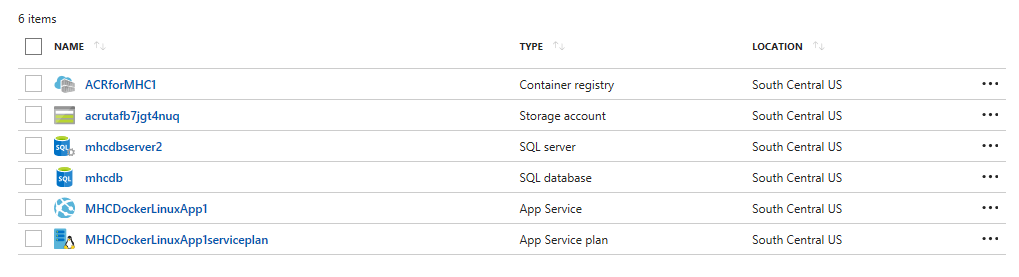 6 items
NAME TYPE LOCATION
ACRforMHC1 Container registry South Central US
acrutafb7jgt4nuq Storage account South Central US
SQL mhcdbserver2 SQL server South Central US
SQL mhcdb SQL database South Central US
MHCDockerLinuxApp1 App Service South Central US
MHCDockerLinuxApp1serviceplan App Service plan South Central US